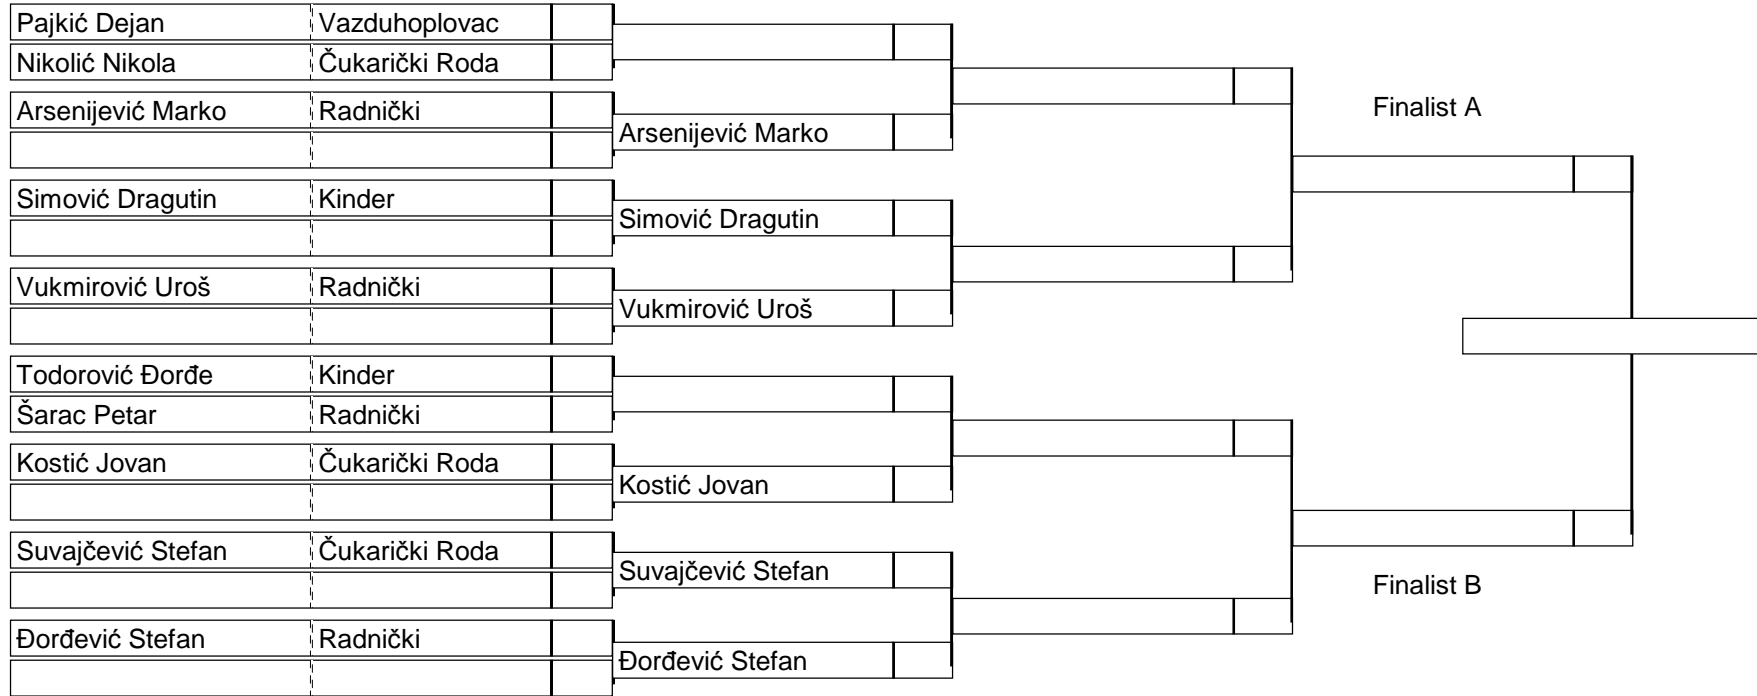 Pajkić Dejan Vazduhoplovac
Nikolić Nikola Čukarički Roda
Arsenijević Marko Radnički
Simović Dragutin Kinder
Vukmirović Uroš Radnički
Todorović Đorđe Kinder
Šarac Petar Radnički
Kostić Jovan Čukarički Roda
Suvajčević Stefan Čukarički Roda
Đorđević Stefan Radnički
Arsenijević Marko
Simović Dragutin
Vukmirović Uroš
Kostić Jovan
Suvajčević Stefan
Đorđević Stefan
Finalist A
Finalist B